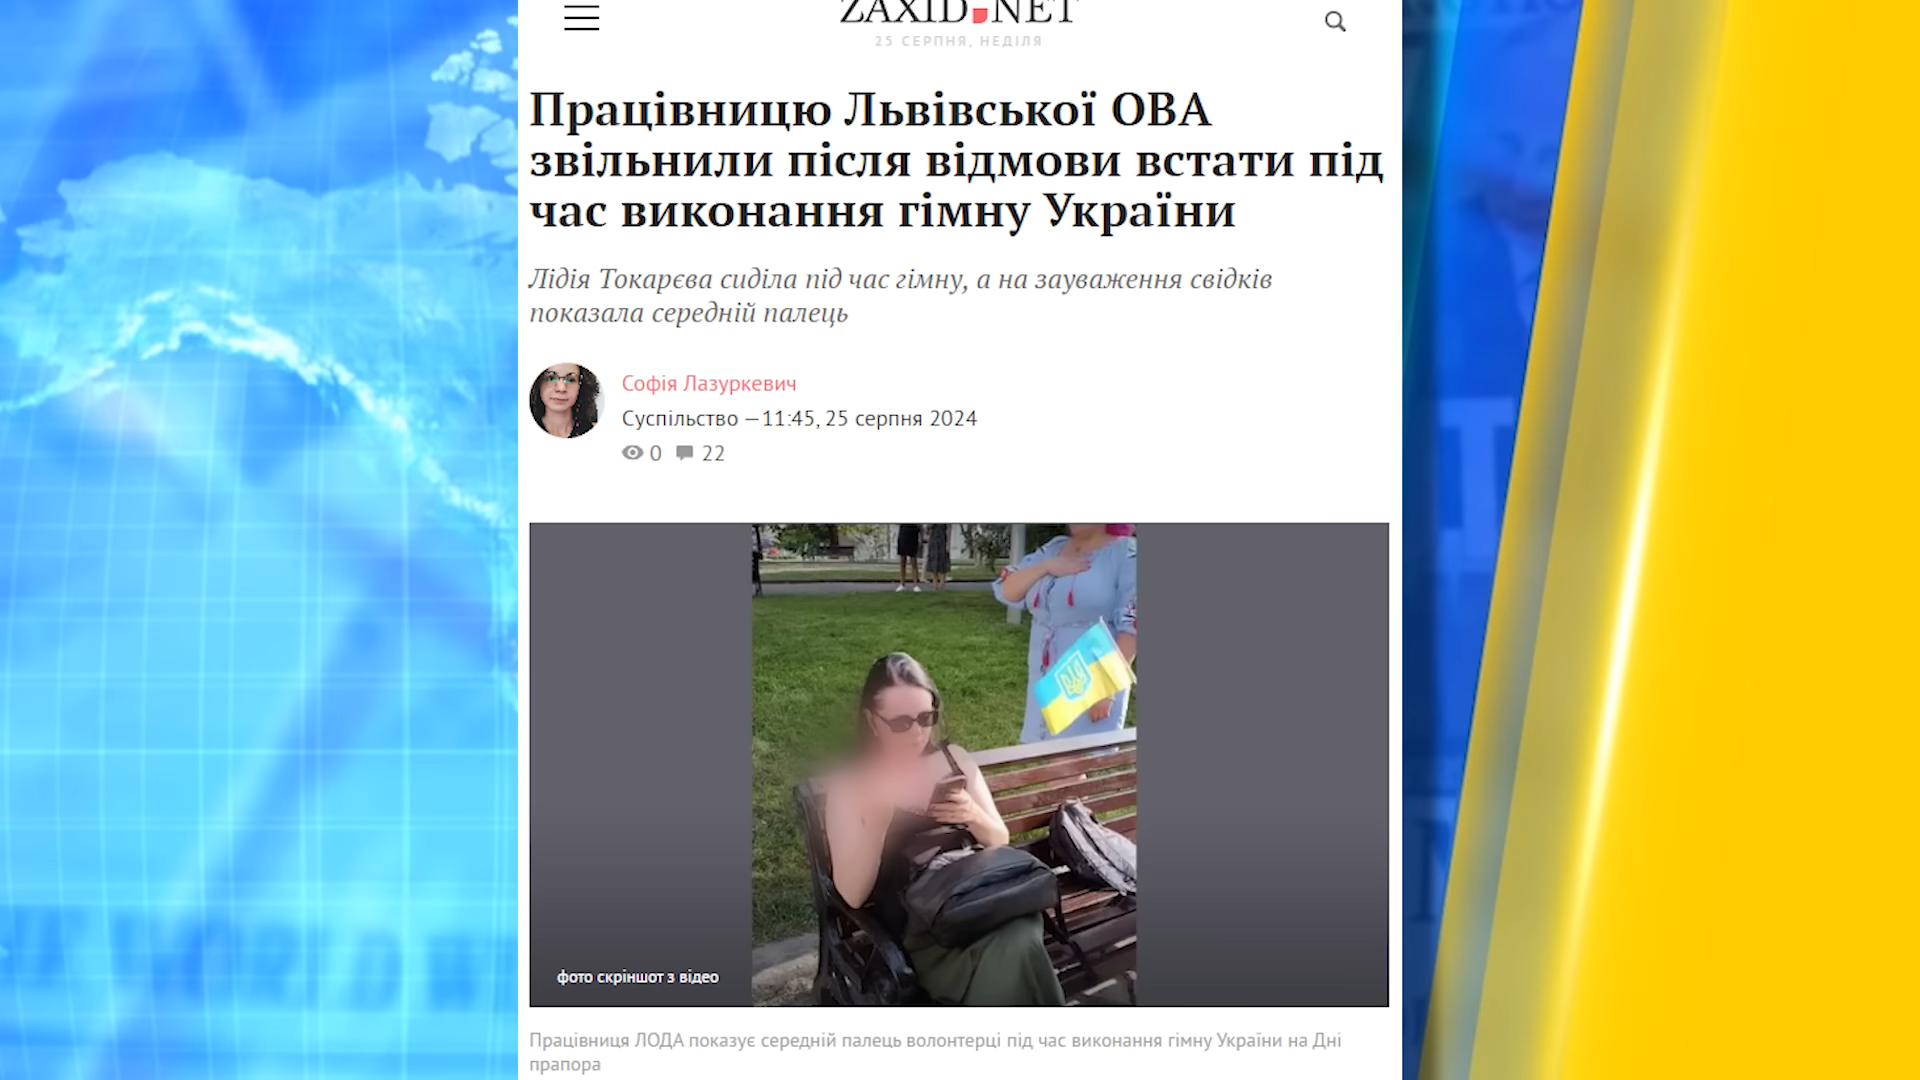 ZAXID.NET
25 СЕРПНЯ, НЕДІЛЯ
Працівницю Львівської ОВА
звільнили після відмови встати під
час виконання гімну України
Лідія Токарєва сиділа під час гімну, а на зауваження свідків
показала середній палець
Софія Лазуркевич
Суспільство —11:45, 25 серпня 2024
0 22
фото скріншот з відео
Працівниця ЛОДА показує середній палець волонтерці під час виконання гімну України на Дні
прапора